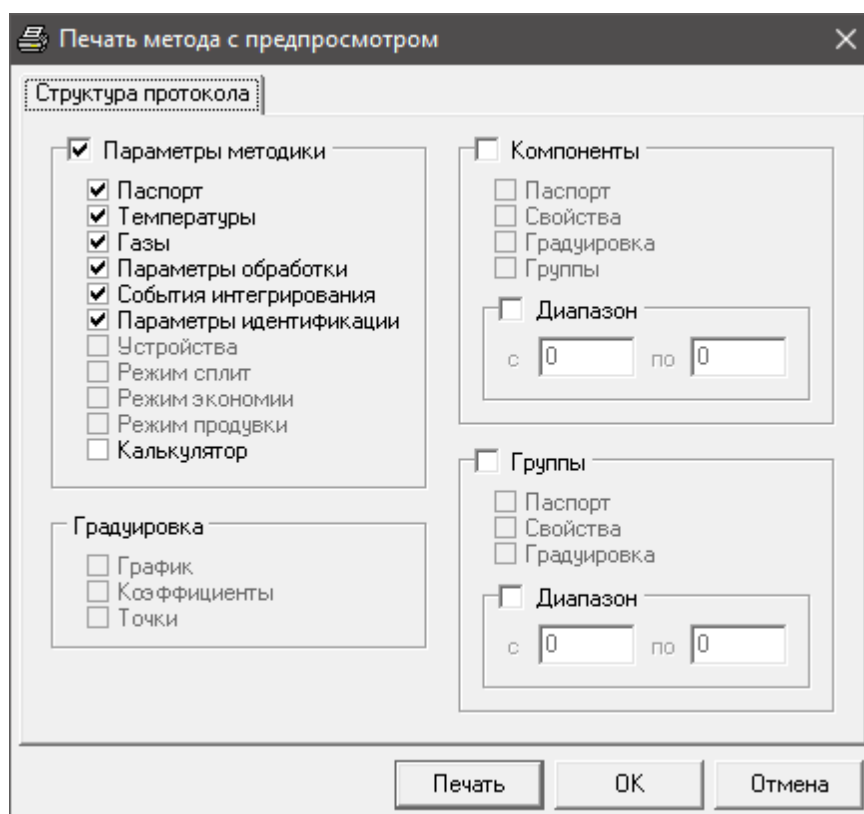 Печать метода с предпросмотром
Структура протокола
Параметры методики
Паспорт
Температуры
Газы
Параметры обработки
События интегрирования
Параметры идентификации
Устройства
Режим сплит
Режим экономии
Режим продувки
Калькулятор
Градуировка
График
Коэффициенты
Точки
Компоненты
Паспорт
Свойства
Градуировка
Группы
Диапазон
с 0 по 0
Группы
Паспорт
Свойства
Градуировка
Диапазон
с 0 по 0
Печать OK Отмена